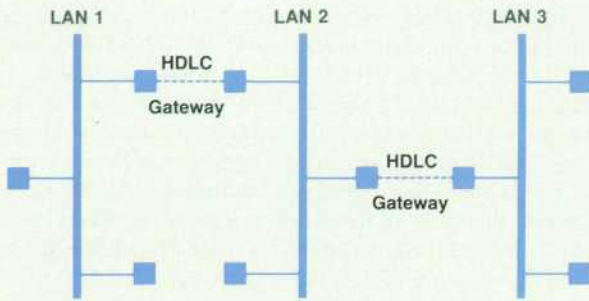 LAN 1
LAN 2
LAN 3
HDLC
Gateway
HDLC
Gateway